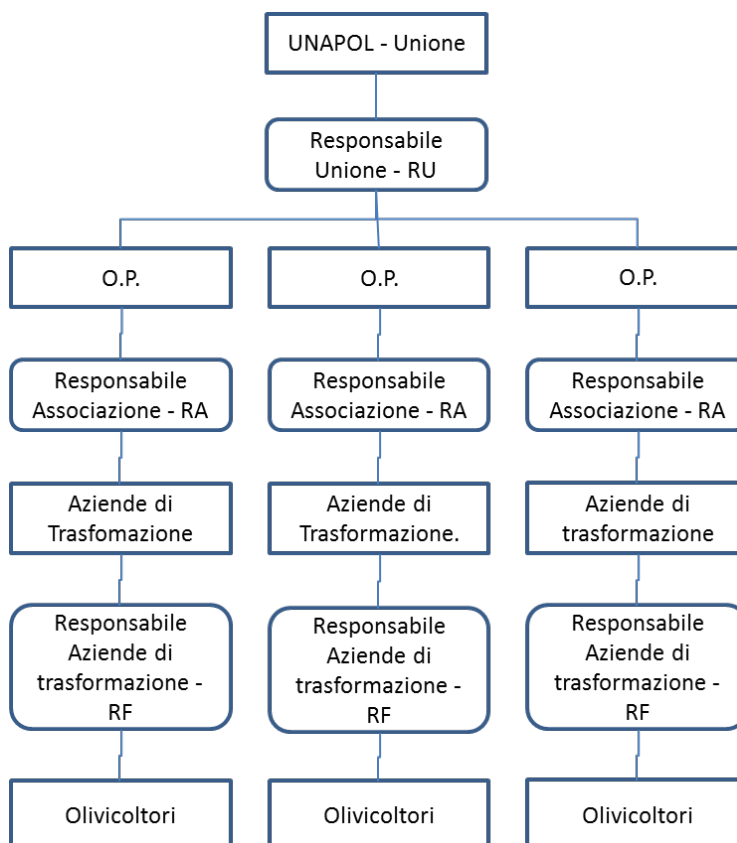 UNAPOL - Unione
Responsabile
Unione - RU
O.P.
O.P.
O.P.
Responsabile
Associazione - RA
Responsabile
Associazione - RA
Responsabile
Associazione - RA
Aziende di
Trasfomazione
Aziende di
Trasformazione.
Aziende di
trasformazione
Responsabile
Aziende di
trasformazione -
RF
Responsabile
Aziende di
trasformazione -
RF
Responsabile
Aziende di
trasformazione -
RF
Olivicoltori
Olivicoltori
Olivicoltori